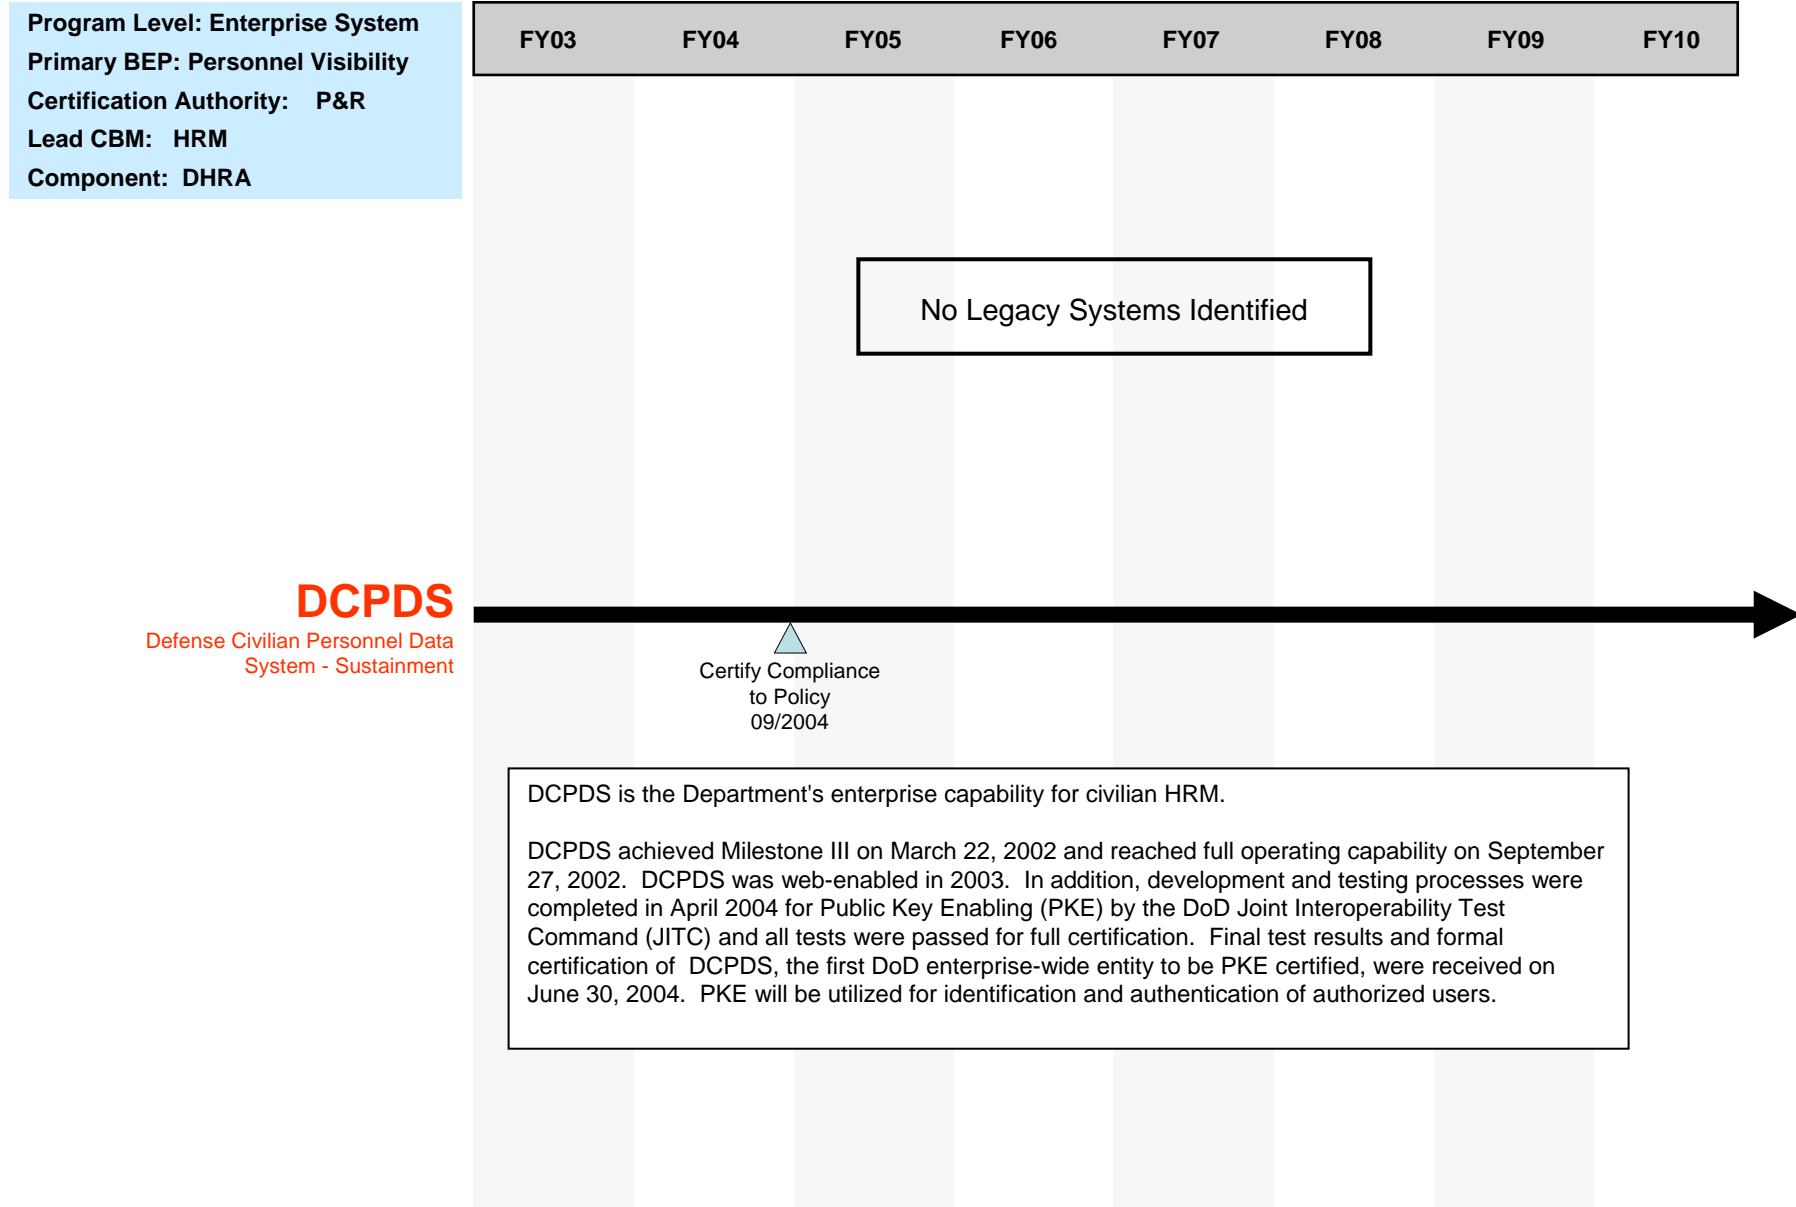 Program Level: Enterprise System
Primary BEP: Personnel Visibility
Certification Authority: P&R
Lead CBM: HRM
Component: DHRA
FY03 FY04 FY05 FY06 FY07 FY08 FY09 FY10
No Legacy Systems Identified
DCPDS
Defense Civilian Personnel Data
System - Sustainment
Certify Compliance
to Policy
09/2004
DCPDS is the Department's enterprise capability for civilian HRM.
DCPDS achieved Milestone III on March 22, 2002 and reached full operating capability on September
27, 2002. DCPDS was web-enabled in 2003. In addition, development and testing processes were
completed in April 2004 for Public Key Enabling (PKE) by the DoD Joint Interoperability Test
Command (JITC) and all tests were passed for full certification. Final test results and formal
certification of DCPDS, the first DoD enterprise-wide entity to be PKE certified, were received on
June 30, 2004. PKE will be utilized for identification and authentication of authorized users.